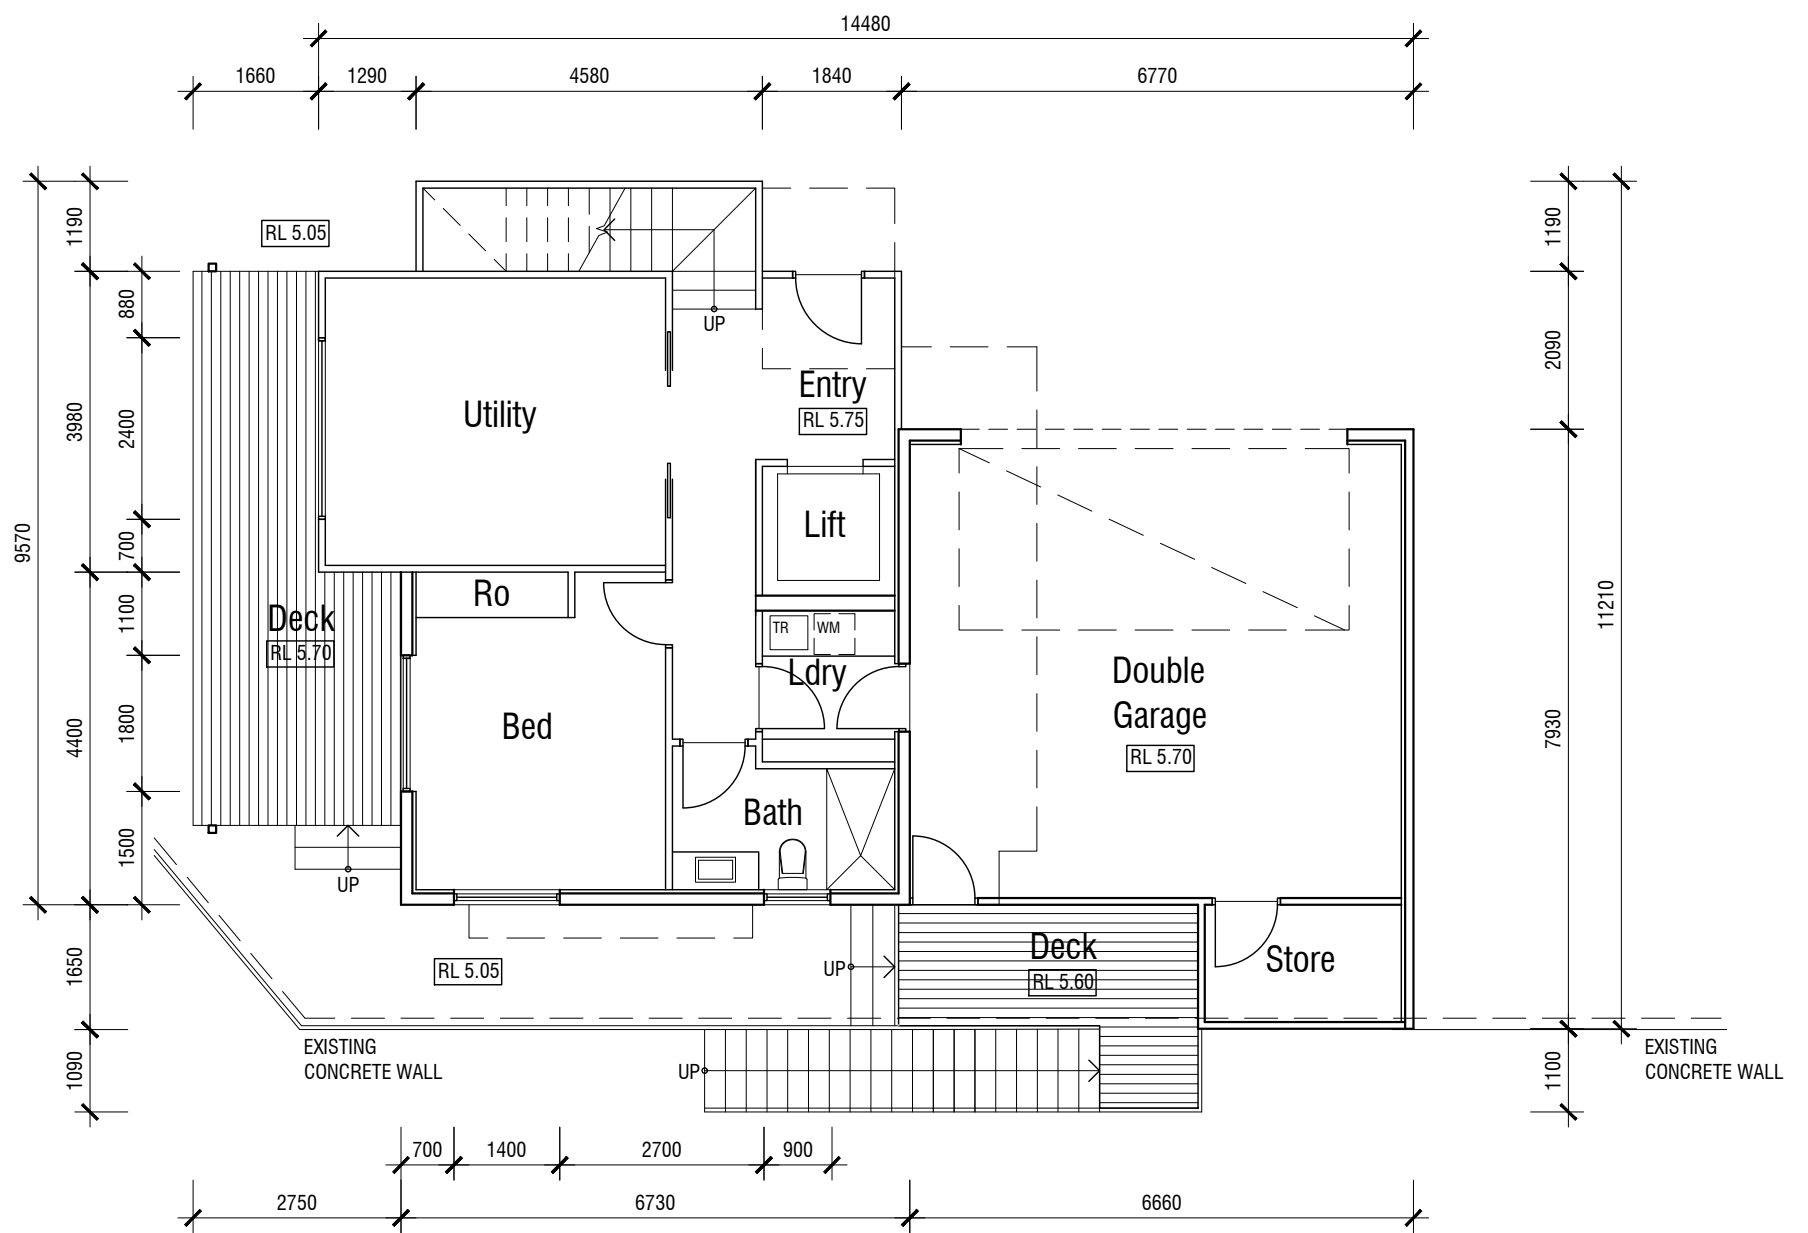 14480
1660
1290
4580
1840
6770
1190
RL 5.05
1190
880
UP
2090
Entry
RL 5.75
Utility
3980
2400
Lift
9570
700
Ro
11210
1100
Deck
RL 5.70
TR
WM
Ldry
Double
Garage
RL 5.70
Bed
1800
4400
7930
Bath
1500
UP
Deck
RL 5.60
Store
1650
RL 5.05
UP
EXISTING
CONCRETE WALL
EXISTING
CONCRETE WALL
1090
UP
1100
700
1400
2700
900
2750
6730
6660